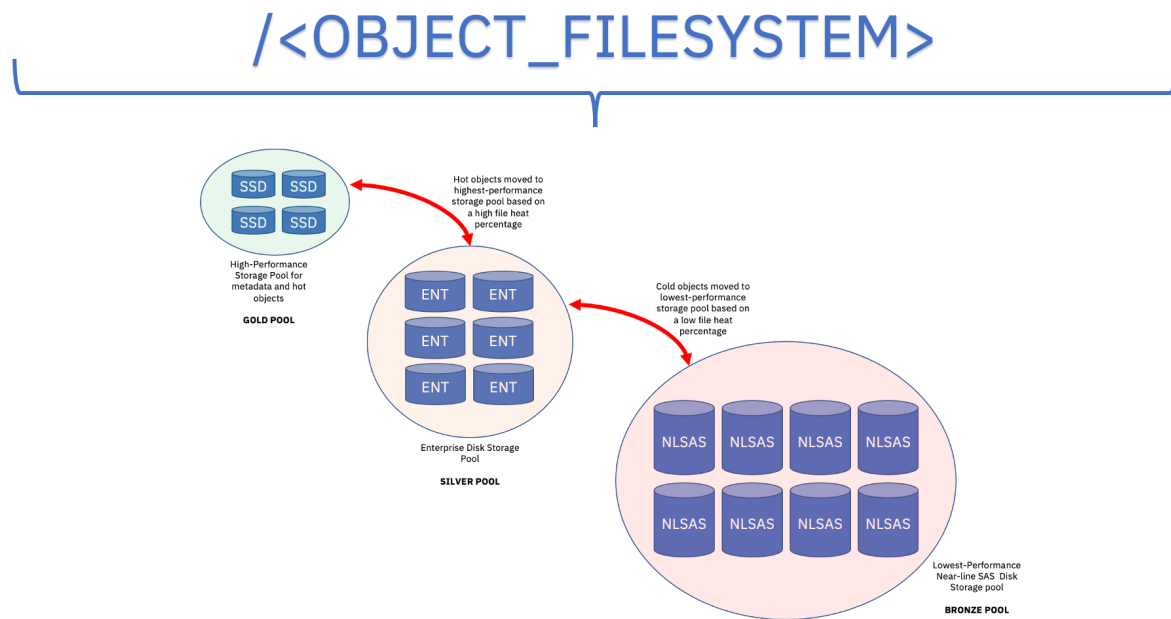 /<OBJECT_FILESYSTEM>
SSD SSD
SSD SSD
High-Performance
Storage Pool for
metadata and hot
objects
GOLD POOL
Hot objects moved to
highest-performance
storage pool based on
a high file heat
percentage
ENT ENT
ENT ENT
ENT ENT
Enterprise Disk Storage
Pool
SILVER POOL
Cold objects moved to
lowest-performance
storage pool based on
a low file heat
percentage
NLSAS NLSAS NLSAS NLSAS
NLSAS NLSAS NLSAS NLSAS
Lowest-Performance
Near-line SAS Disk
Storage pool
BRONZE POOL